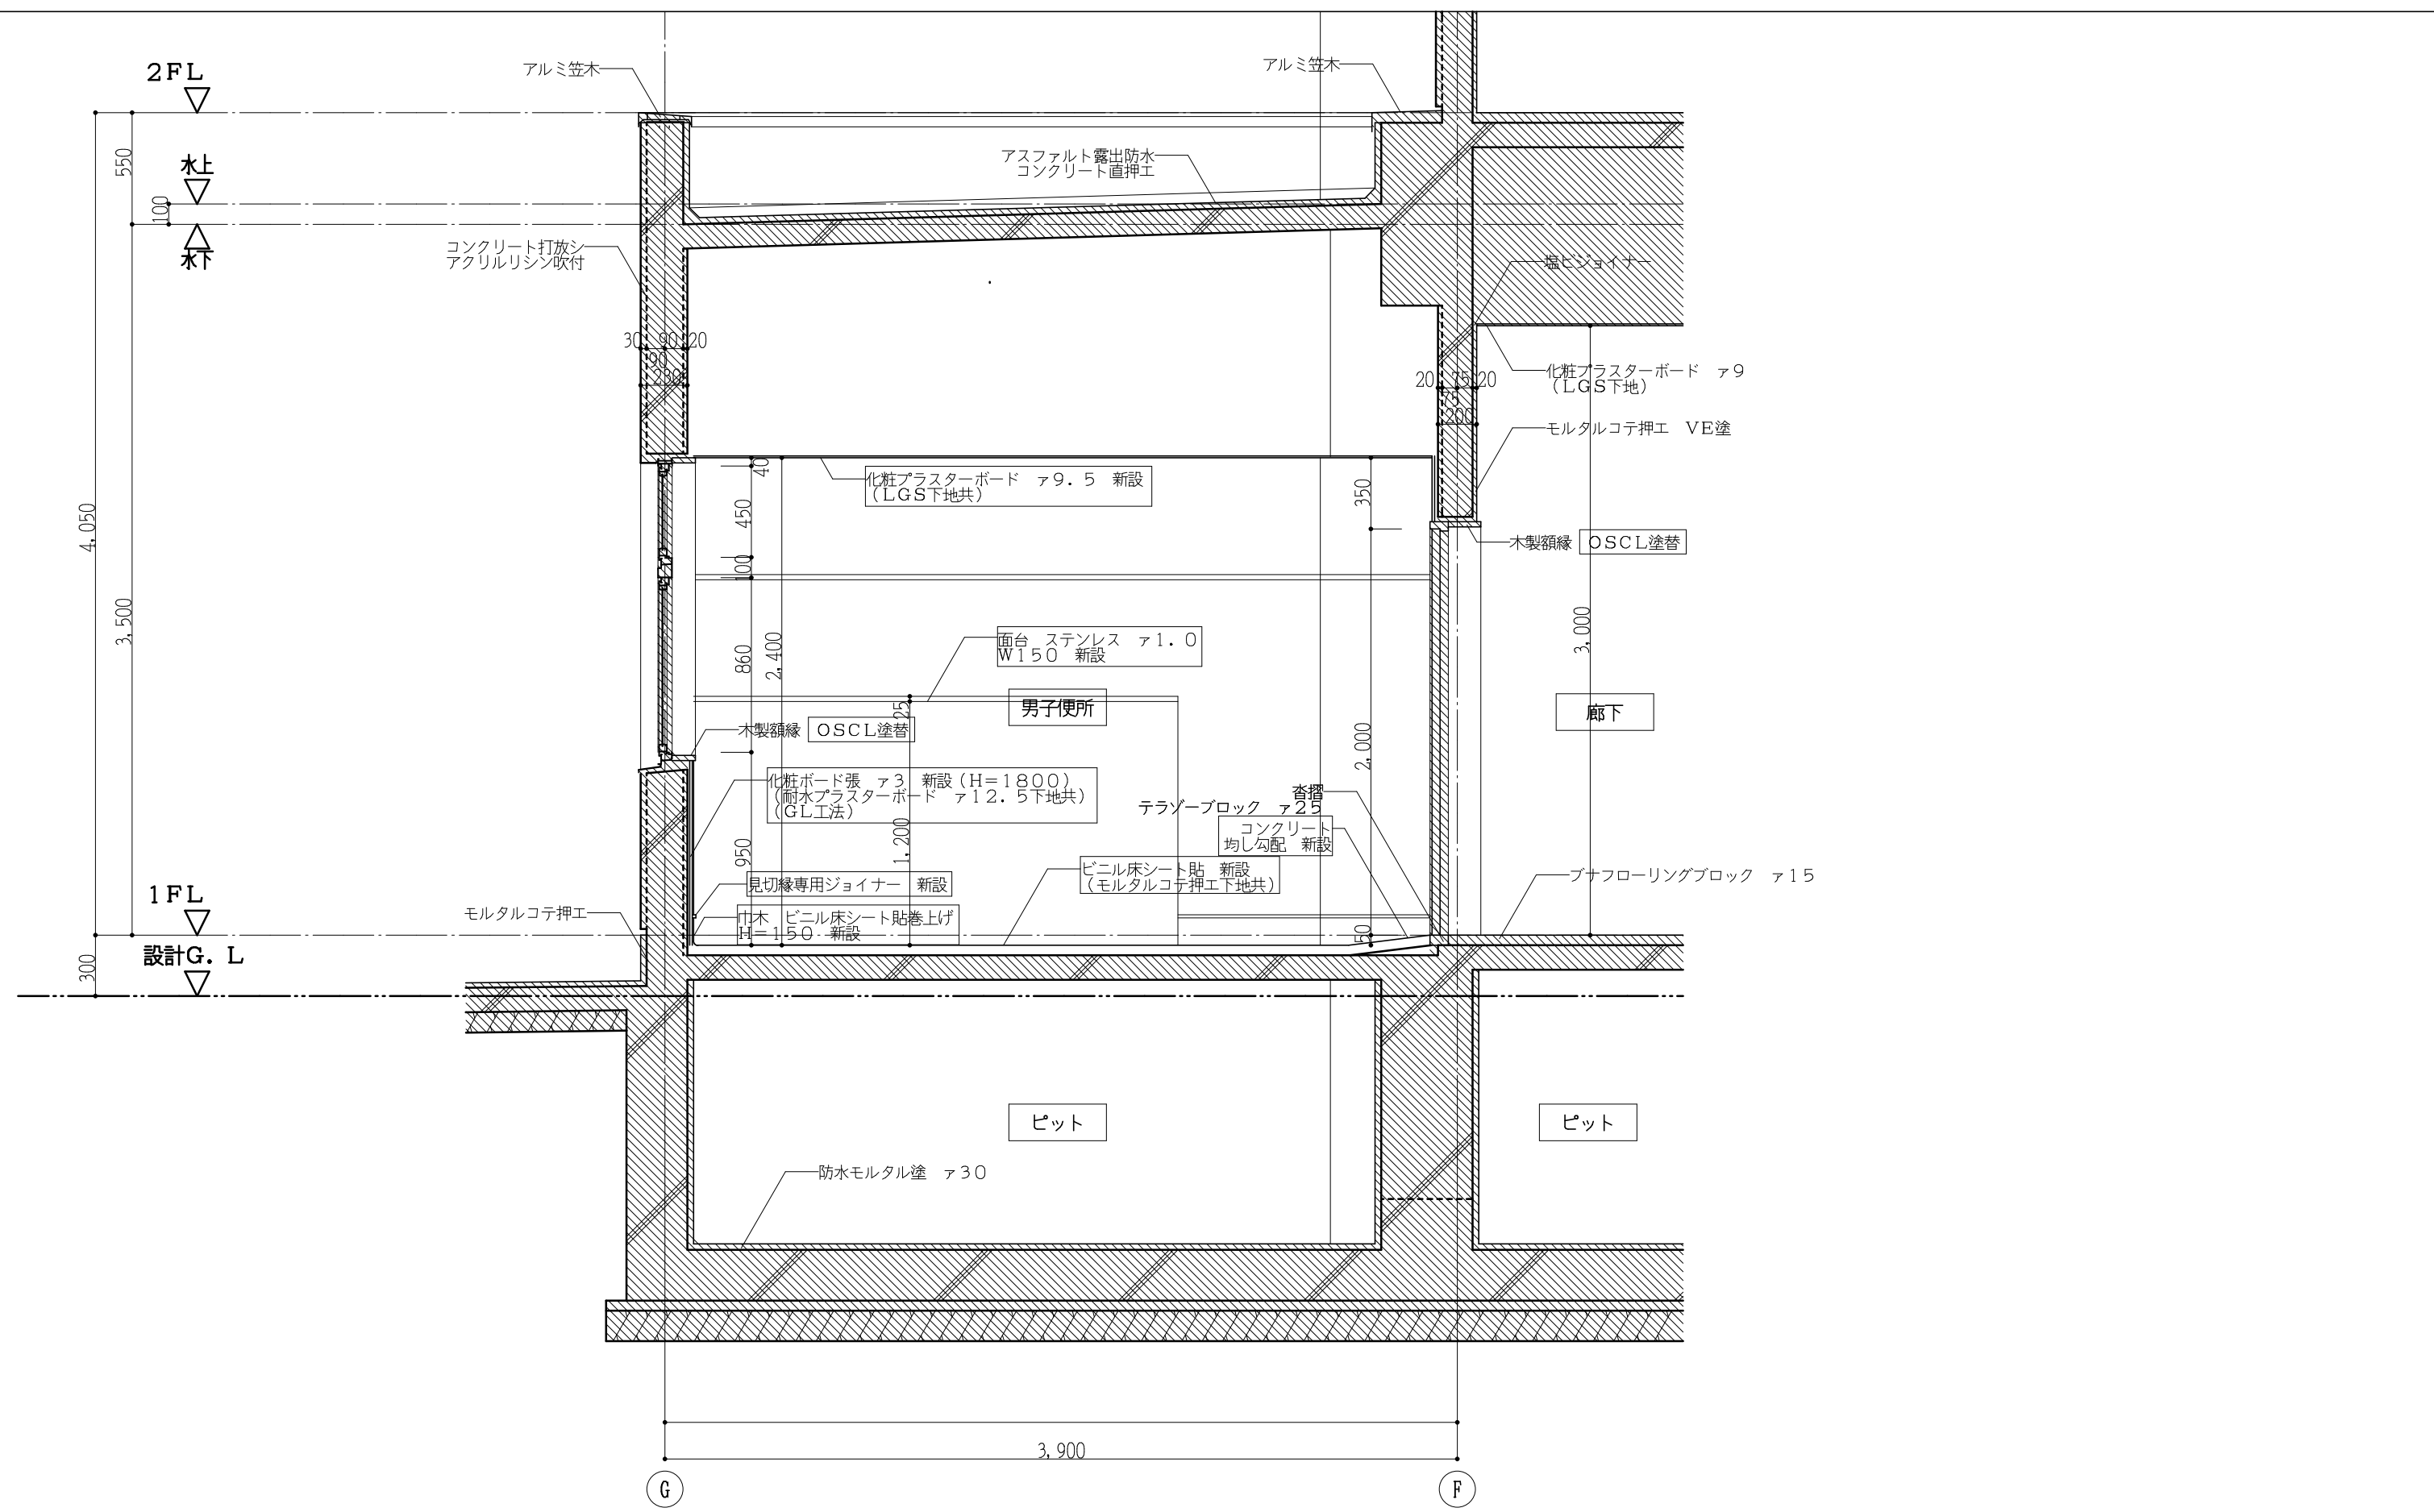 2FL
アルミ笠木
アルミ笠木
550
水上
100
水下
アスファルト露出防水
コンクリート直押エ
コンクリート打放シ
アクリルリシン吹付
塩ビジョイナー
30 90 20
90
230
20 75 20
75
200
化粧プラスターボード ァ9
(LGS下地)
モルタルコテ押エ VE塗
40
化粧プラスターボード ァ9.5 新設
(LGS下地共)
350
450
4,050
100
木製額縁 OSCL塗替
3,500
860
2,400
面台 ステンレス ァ1.0
W150 新設
3,000
25
男子便所
廊下
木製額縁 OSCL塗替
2,000
化粧ボード張 ァ3 新設(H=1800)
(耐水プラスターボード ァ12.5下地共)
(GL工法)
沓摺
テラゾーブロック ァ25
コンクリート
均し勾配 新設
950
1,200
ビニル床シート貼 新設
(モルタルコテ押エ下地共)
ブナフローリングブロック ァ15
見切縁専用ジョイナー 新設
1FL
モルタルコテ押エ
巾木 ビニル床シート貼巻上げ
H=150 新設
50
設計G.L
300
ピット
ピット
防水モルタル塗 ァ30
3,900
G
F